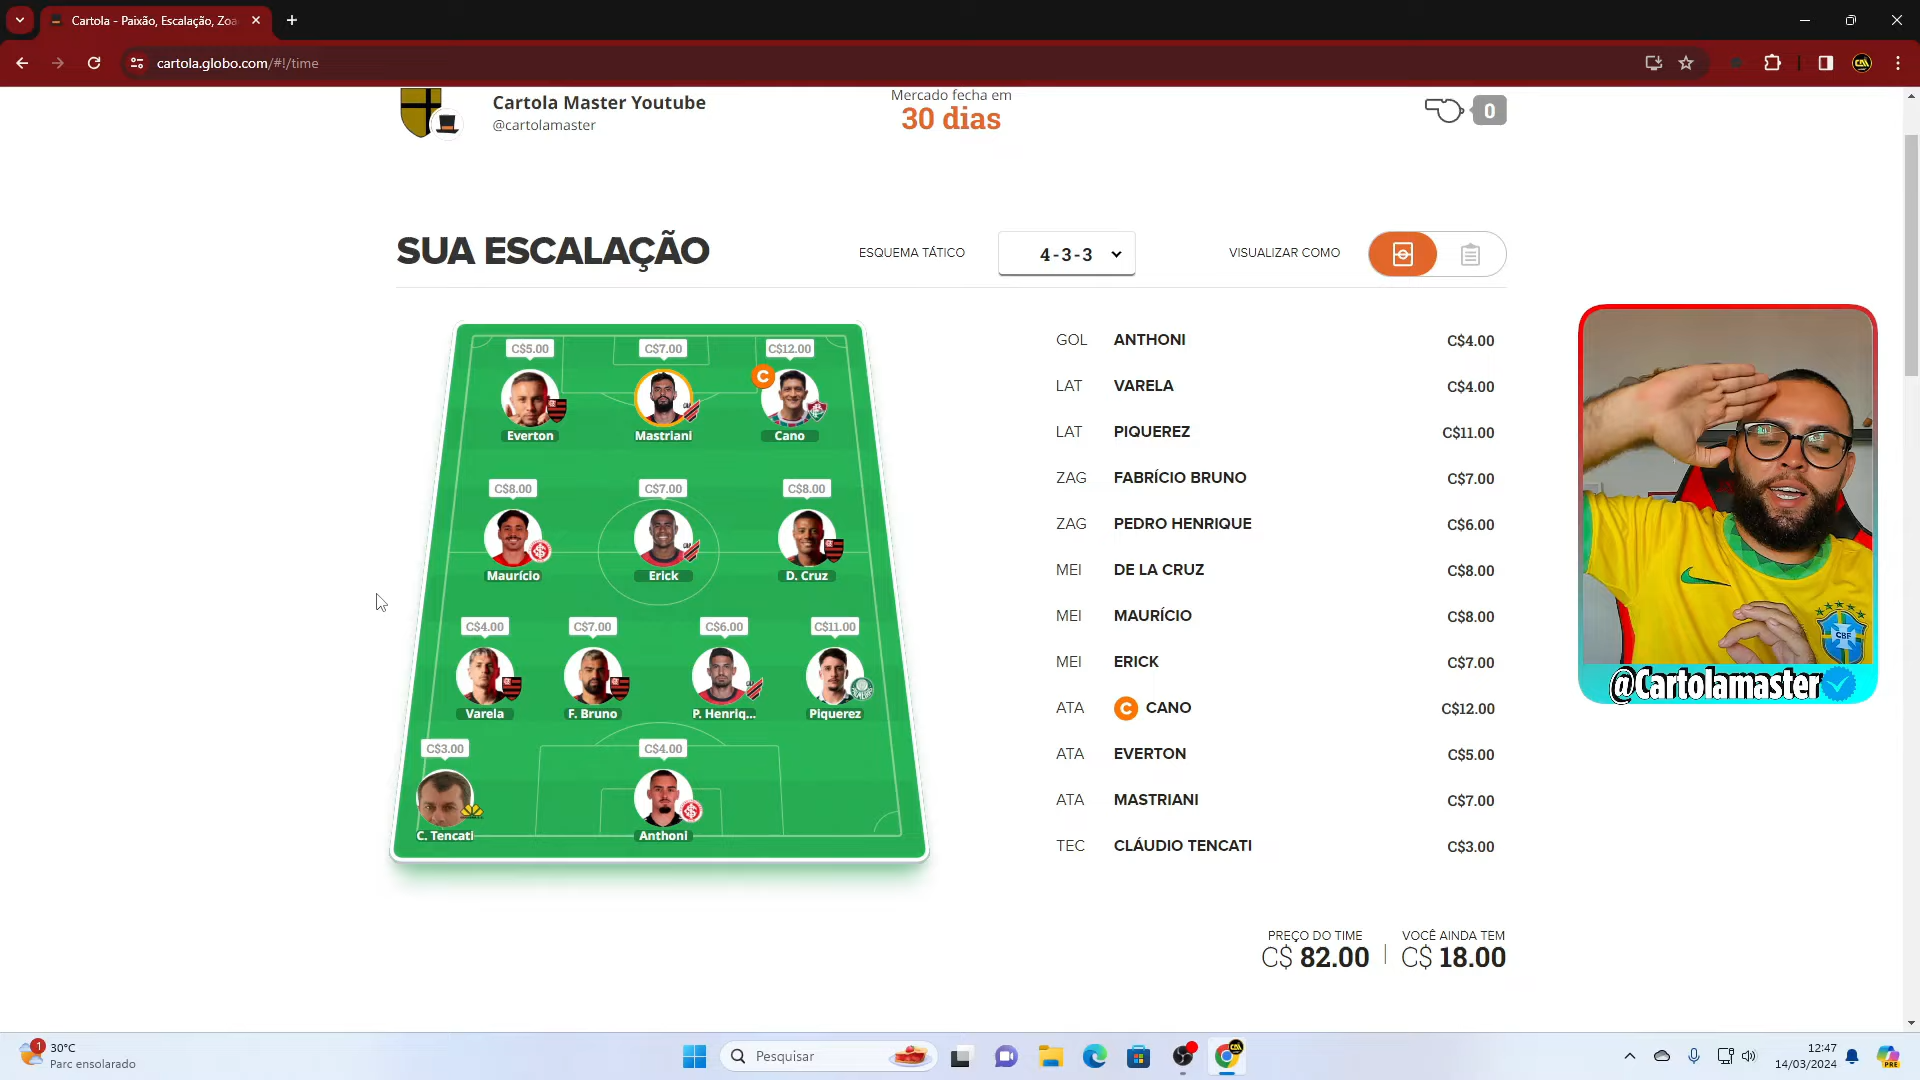 Cartola - Paixão, Escalação, Zoa
cartola.globo.com/#!/time
Cartola Master Youtube
@cartolamaster
Mercado fecha em
30 dias
0
SUA ESCALAÇÃO
ESQUEMA TÁTICO
4-3-3
VISUALIZAR COMO
C$5.00
C$7.00
C$12.00
C
Everton
Mastriani
Cano
C$8.00
C$7.00
C$8.00
Maurício
Erick
D. Cruz
C$4.00
C$7.00
C$6.00
C$11.00
Varela
F. Bruno
P. Henriq...
Piquerez
C$3.00
C$4.00
C. Tencati
Anthoni
GOL ANTHONI C$4.00
LAT VARELA C$4.00
LAT PIQUEREZ C$11.00
ZAG FABRÍCIO BRUNO C$7.00
ZAG PEDRO HENRIQUE C$6.00
MEI DE LA CRUZ C$8.00
MEI MAURÍCIO C$8.00
MEI ERICK C$7.00
ATA C CANO C$12.00
ATA EVERTON C$5.00
ATA MASTRIANI C$7.00
TEC CLÁUDIO TENCATI C$3.00
PREÇO DO TIME
C$ 82.00
VOCÊ AINDA TEM
C$ 18.00
CBF
@Cartolamaster
1
30°C
Parc ensolarado
Pesquisar
12:47
14/03/2024
PRE